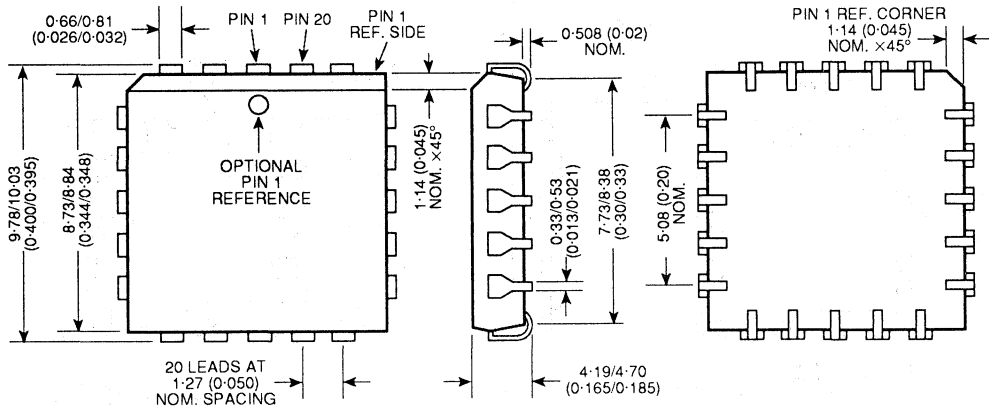 0·66/0·81
(0·026/0·032)
PIN 1
PIN 20
PIN 1
REF. SIDE
0·508 (0·02)
NOM.
PIN 1 REF. CORNER
1·14 (0·045)
NOM. ×45°
9·78/10·03
(0·400/0·395)
8·73/8·84
(0·344/0·348)
OPTIONAL
PIN 1
REFERENCE
1·14 (0·045)
NOM. ×45°
0·33/0·53
(0·013/0·021)
7·73/8·38
(0·30/0·33)
5·08 (0·20)
NOM.
20 LEADS AT
1·27 (0·050)
NOM. SPACING
4·19/4·70
(0·165/0·185)